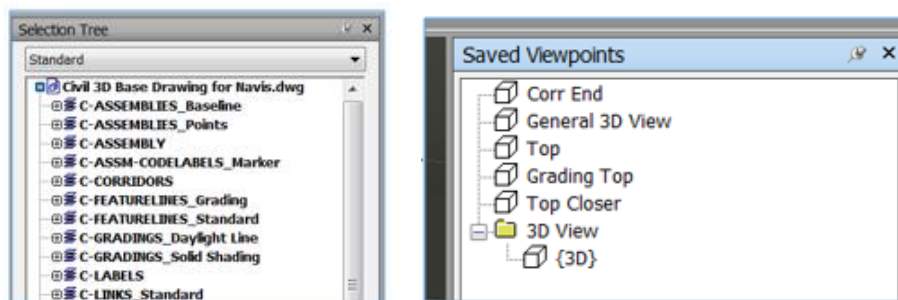 Selection Tree
Standard
Civil 3D Base Drawing for Navis.dwg
C-ASSEMBLIES_Baseline
C-ASSEMBLIES_Points
C-ASSEMBLY
C-ASSM-CODELABELS_Marker
C-CORRIDORS
C-FEATURELINES_Grading
C-FEATURELINES_Standard
C-GRADINGS_Daylight Line
C-GRADINGS_Solid Shading
C-LABELS
C-LINKS_Standard
Saved Viewpoints
Corr End
General 3D View
Top
Grading Top
Top Closer
3D View
{3D}